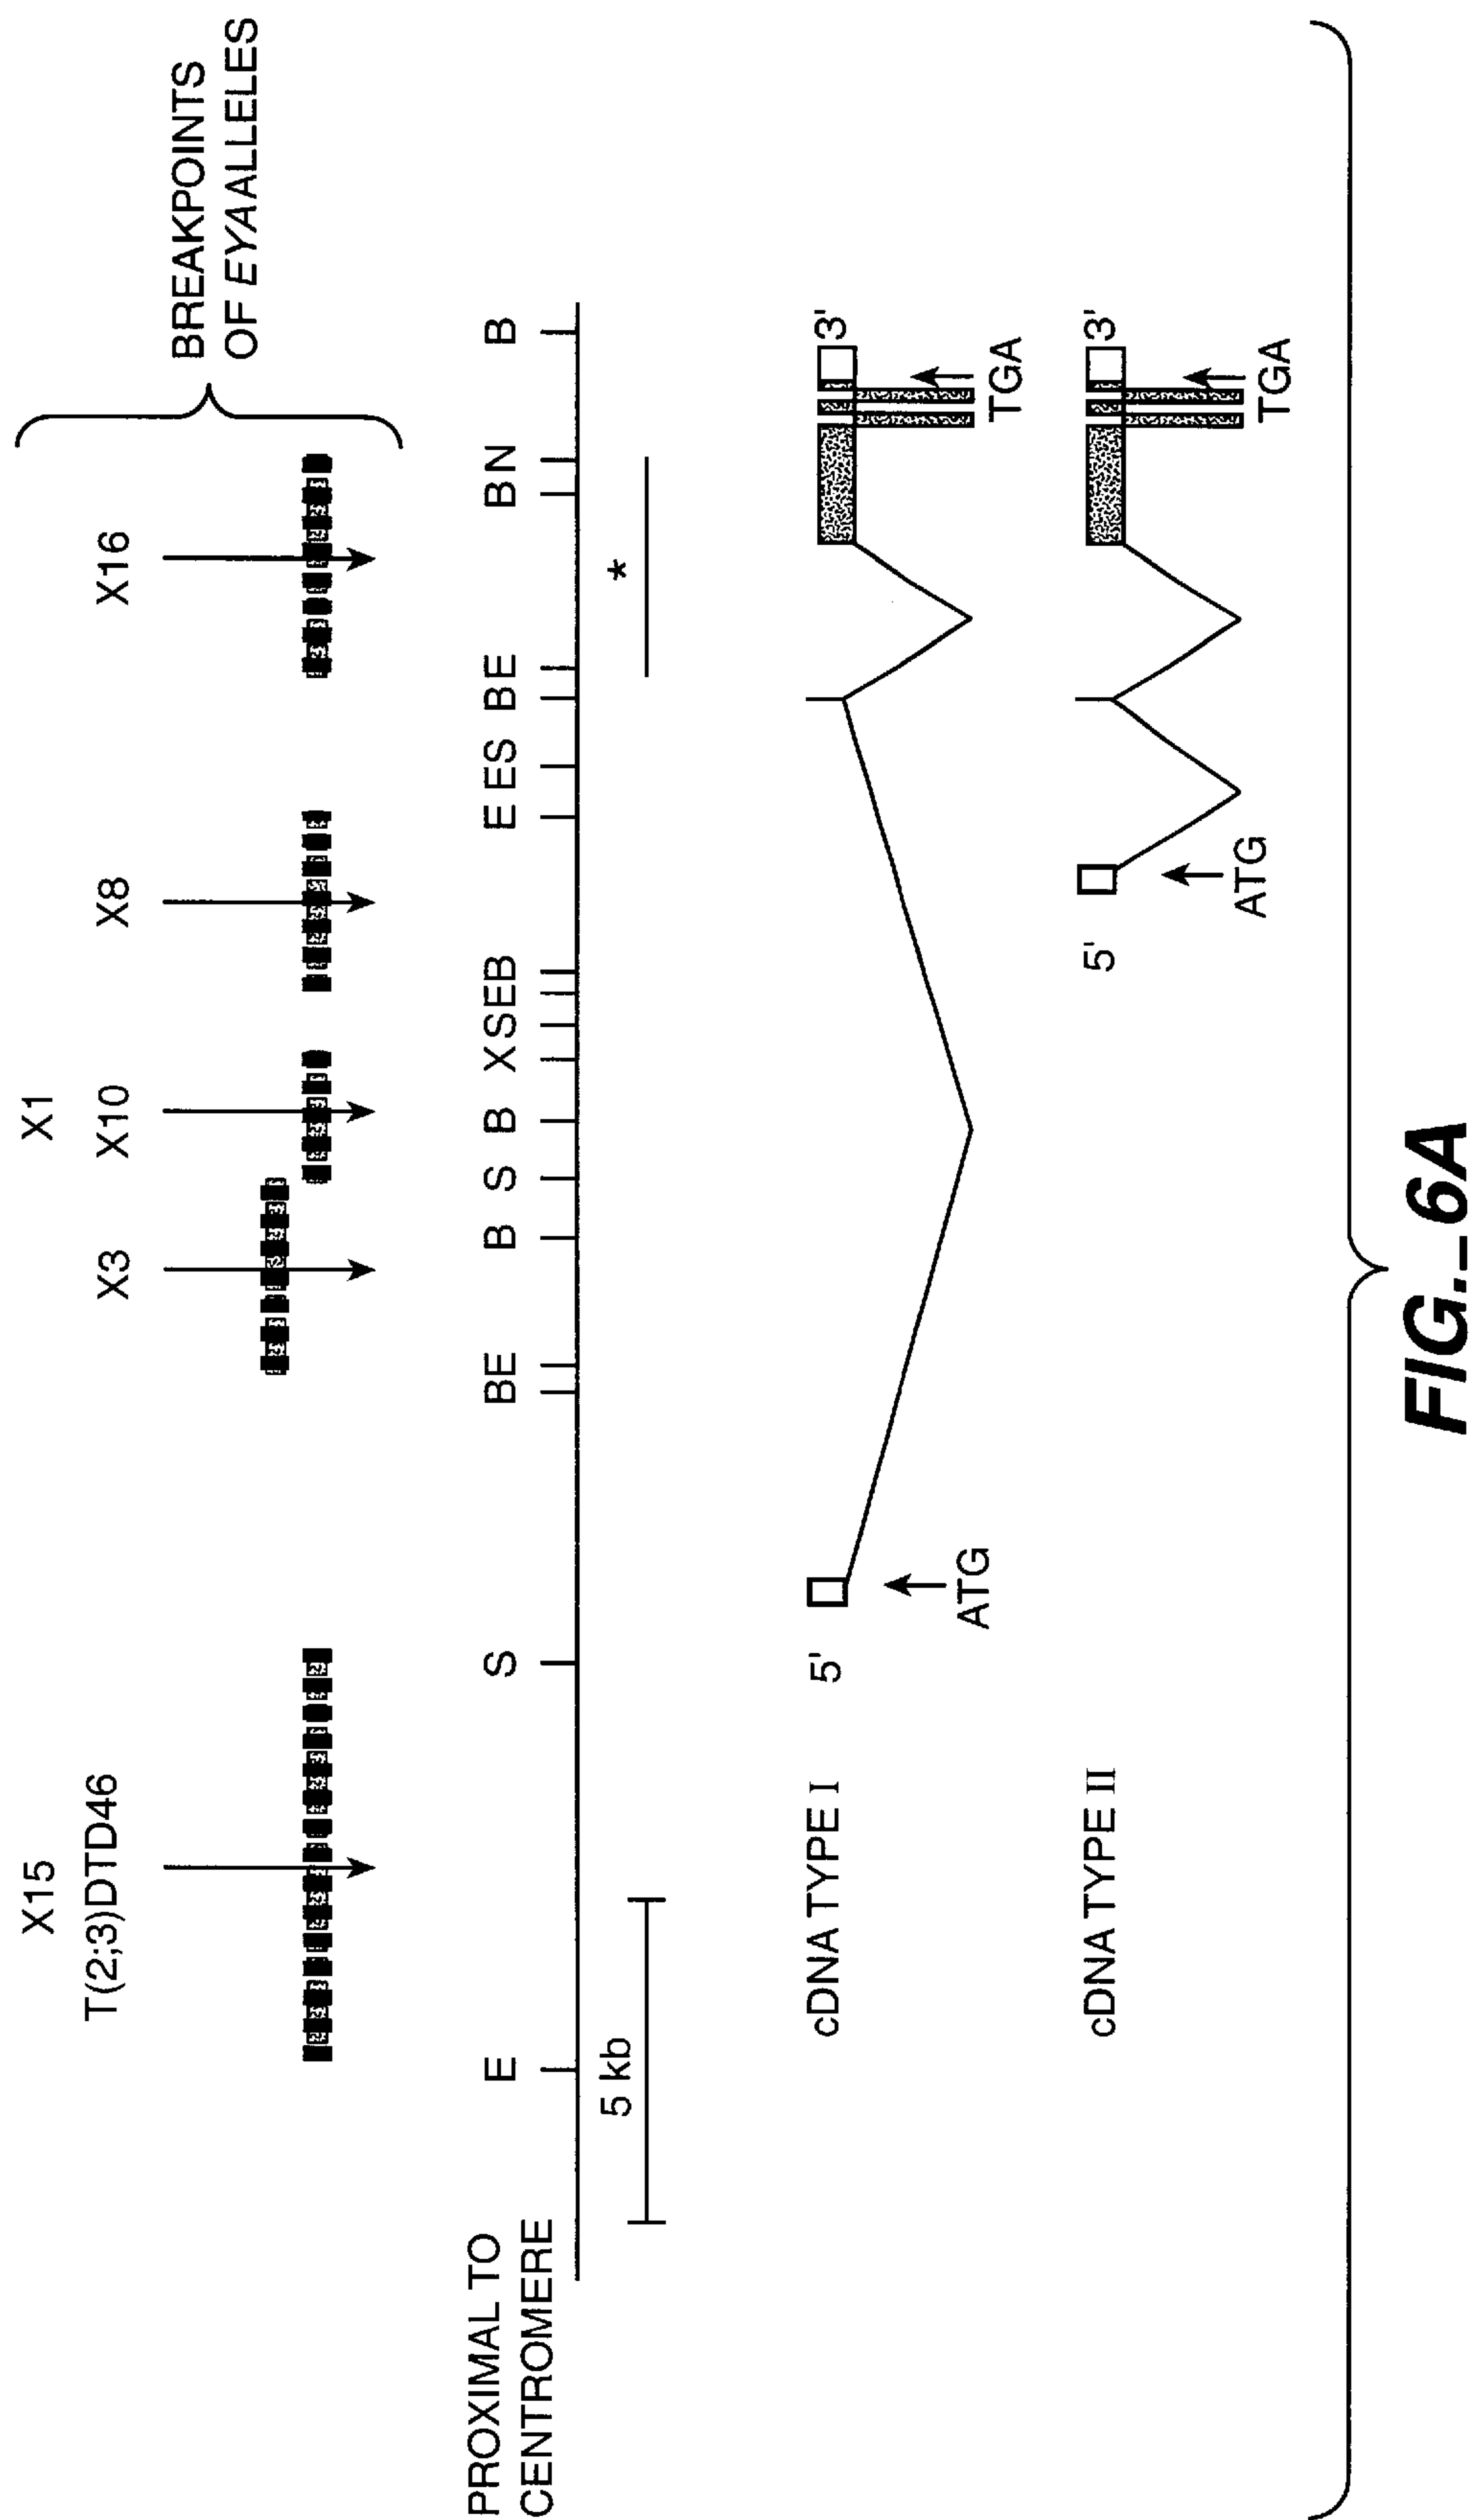 X15
X1
T(2;3)DTD46
X3
X10
X8
X16
BREAKPOINTS
OF EYA ALLELES
PROXIMAL TO
CENTROMERE
E
S
BE
B
S
B
XSEB
E
ES
BE
BN
B
5 kb
*
cDNA TYPE I
5'
3'
ATG
TGA
cDNA TYPE II
5'
3'
ATG
TGA
FIG._6A